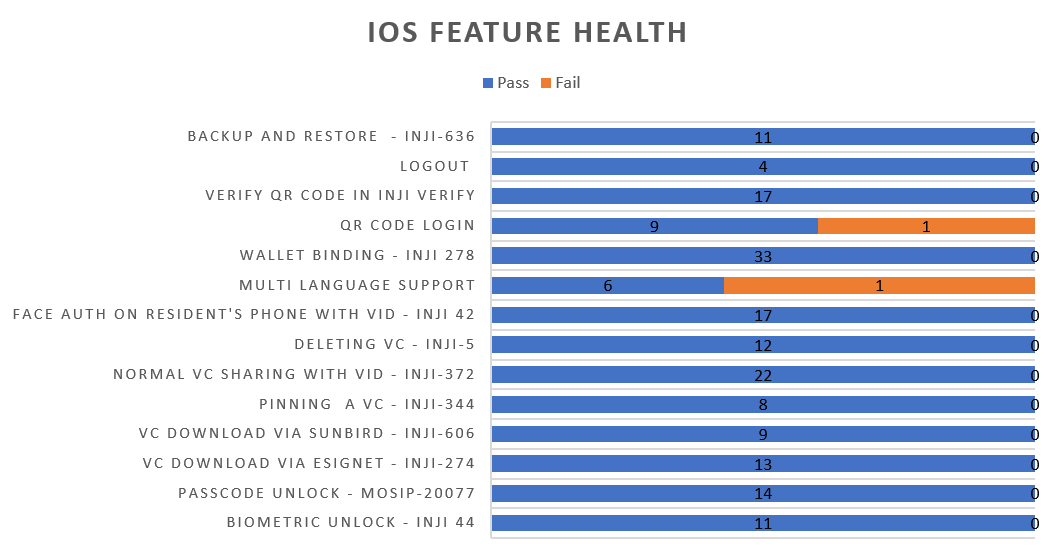 IOS FEATURE HEALTH
Pass Fail
BACKUP AND RESTORE - INJI-636 11 0
LOGOUT 4 0
VERIFY QR CODE IN INJI VERIFY 17 0
QR CODE LOGIN 9 1
WALLET BINDING - INJI 278 33 0
MULTI LANGUAGE SUPPORT 6 1
FACE AUTH ON RESIDENT'S PHONE WITH VID - INJI 42 17 0
DELETING VC - INJI-5 12 0
NORMAL VC SHARING WITH VID - INJI-372 22 0
PINNING A VC - INJI-344 8 0
VC DOWNLOAD VIA SUNBIRD - INJI-606 9 0
VC DOWNLOAD VIA ESIGNET - INJI-274 13 0
PASSCODE UNLOCK - MOSIP-20077 14 0
BIOMETRIC UNLOCK - INJI 44 11 0